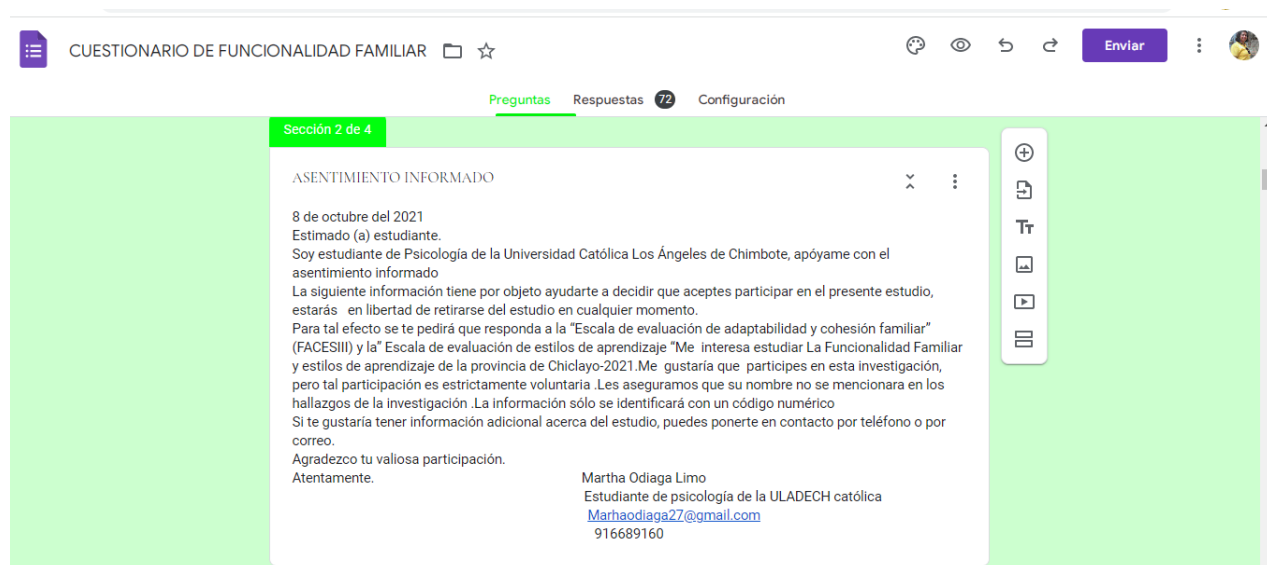 CUESTIONARIO DE FUNCIONALIDAD FAMILIAR
Enviar
Preguntas Respuestas 72 Configuración
Sección 2 de 4
ASENTIMIENTO INFORMADO
8 de octubre del 2021
Estimado (a) estudiante.
Soy estudiante de Psicología de la Universidad Católica Los Ángeles de Chimbote, apóyame con el
asentimiento informado
La siguiente información tiene por objeto ayudarte a decidir que aceptes participar en el presente estudio,
estarás en libertad de retirarse del estudio en cualquier momento.
Para tal efecto se te pedirá que responda a la “Escala de evaluación de adaptabilidad y cohesión familiar”
(FACESIII) y la” Escala de evaluación de estilos de aprendizaje “Me interesa estudiar La Funcionalidad Familiar
y estilos de aprendizaje de la provincia de Chiclayo-2021.Me gustaría que participes en esta investigación,
pero tal participación es estrictamente voluntaria .Les aseguramos que su nombre no se mencionara en los
hallazgos de la investigación .La información sólo se identificará con un código numérico
Si te gustaría tener información adicional acerca del estudio, puedes ponerte en contacto por teléfono o por
correo.
Agradezco tu valiosa participación.
Atentamente. Martha Odiaga Limo
Estudiante de psicología de la ULADECH católica
Marhaodiaga27@gmail.com
916689160